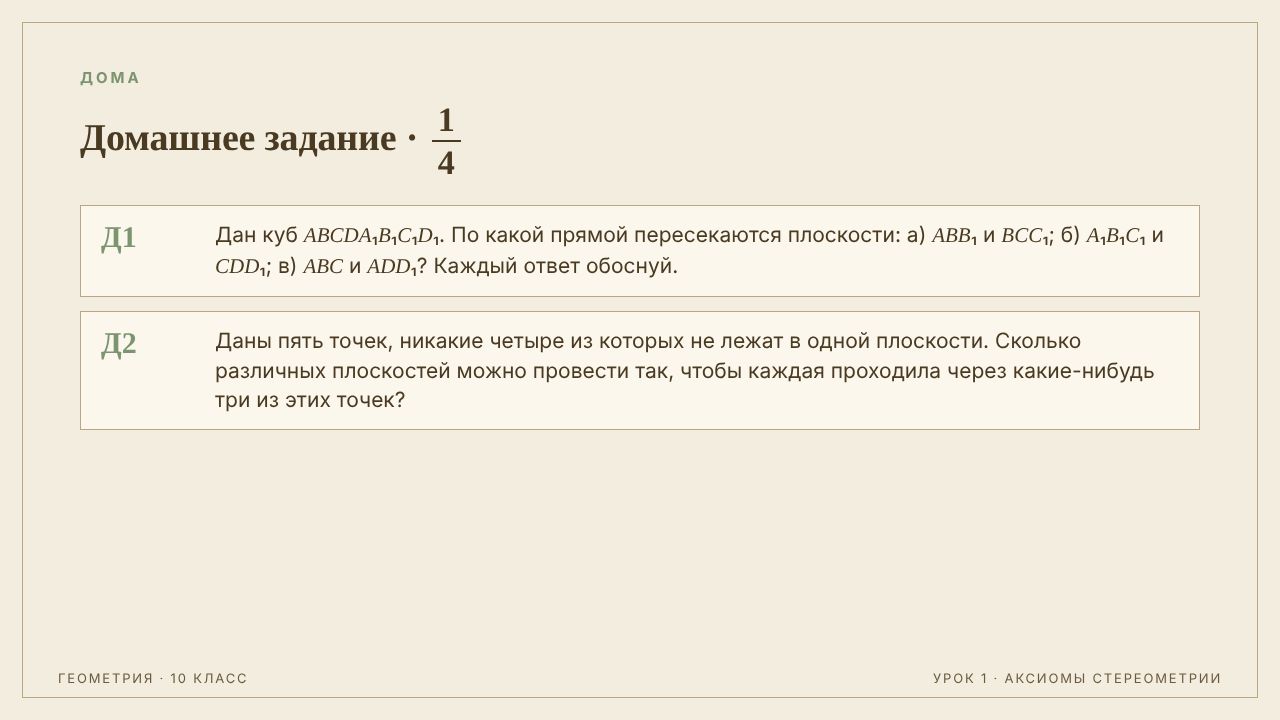 ДОМА
Домашнее задание · 1/4
Д1
Дан куб ABCDA₁B₁C₁D₁. По какой прямой пересекаются плоскости: а) ABB₁ и BCC₁; б) A₁B₁C₁ и
CDD₁; в) ABC и ADD₁? Каждый ответ обоснуй.
Д2
Даны пять точек, никакие четыре из которых не лежат в одной плоскости. Сколько
различных плоскостей можно провести так, чтобы каждая проходила через какие-нибудь
три из этих точек?
ГЕОМЕТРИЯ · 10 КЛАСС
УРОК 1 · АКСИОМЫ СТЕРЕОМЕТРИИ